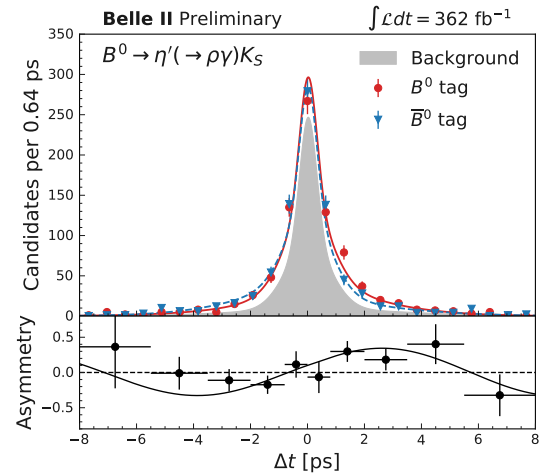 Belle II Preliminary ∫ℒdt = 362 fb⁻¹
B⁰ → η′(→ ργ)K_S
Background
B⁰ tag
B̅⁰ tag
Candidates per 0.64 ps
350
300
250
200
150
100
50
0
Asymmetry
0.5
0.0
−0.5
−8 −6 −4 −2 0 2 4 6 8
Δt [ps]